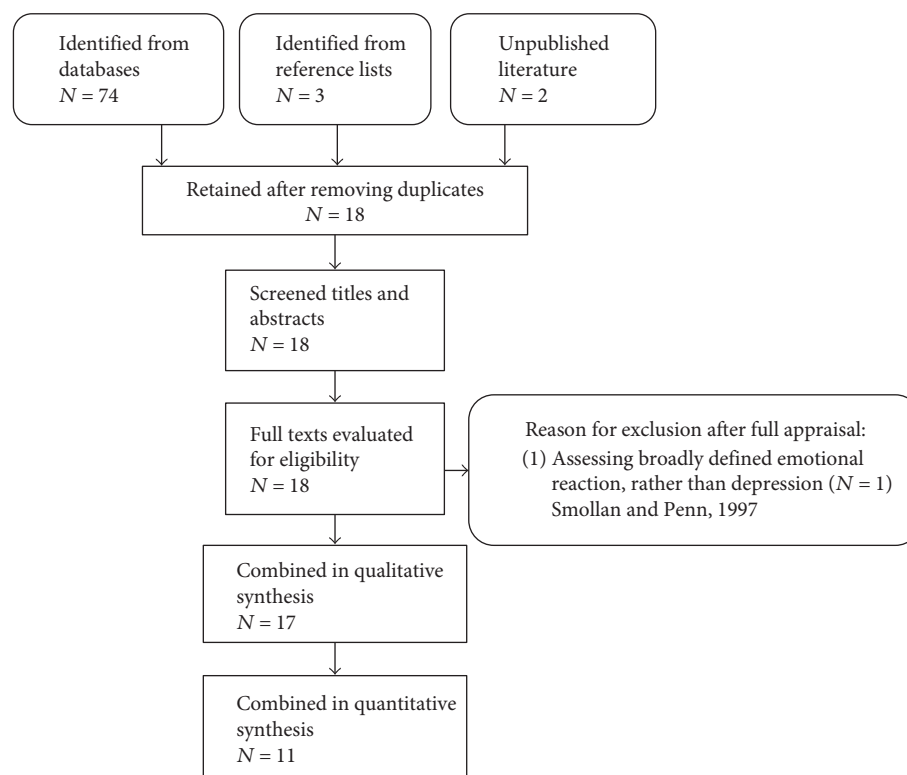 Identified from
databases
N = 74
Identified from
reference lists
N = 3
Unpublished
literature
N = 2
Retained after removing duplicates
N = 18
Screened titles and
abstracts
N = 18
Full texts evaluated
for eligibility
N = 18
Reason for exclusion after full appraisal:
(1) Assessing broadly defined emotional
reaction, rather than depression (N = 1)
Smollan and Penn, 1997
Combined in qualitative
synthesis
N = 17
Combined in quantitative
synthesis
N = 11